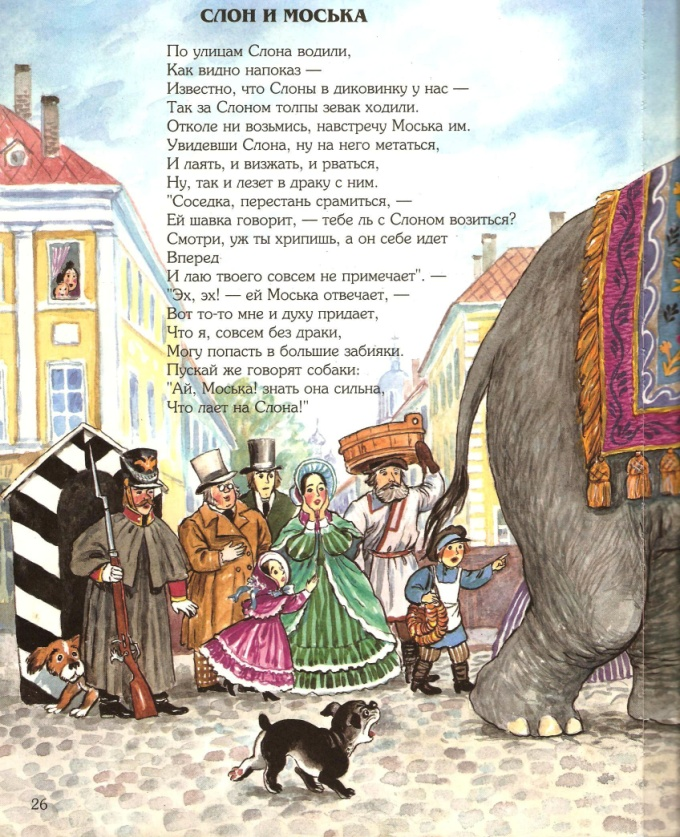 СЛОН И МОСЬКА
По улицам Слона водили,
Как видно напоказ —
Известно, что Слоны в диковинку у нас —
Так за Слоном толпы зевак ходили.
Отколе ни возьмись, навстречу Моська им.
Увидевши Слона, ну на него метаться,
И лаять, и визжать, и рваться,
Ну, так и лезет в драку с ним.
"Соседка, перестань срамиться, —
Ей шавка говорит, — тебе ль с Слоном возиться?
Смотри, уж ты хрипишь, а он себе идет
Вперед
И лаю твоего совсем не примечает". —
"Эх, эх! — ей Моська отвечает, —
Вот то-то мне и духу придает,
Что я, совсем без драки,
Могу попасть в большие забияки.
Пускай же говорят собаки:
"Ай, Моська! знать она сильна,
Что лает на Слона!"
26